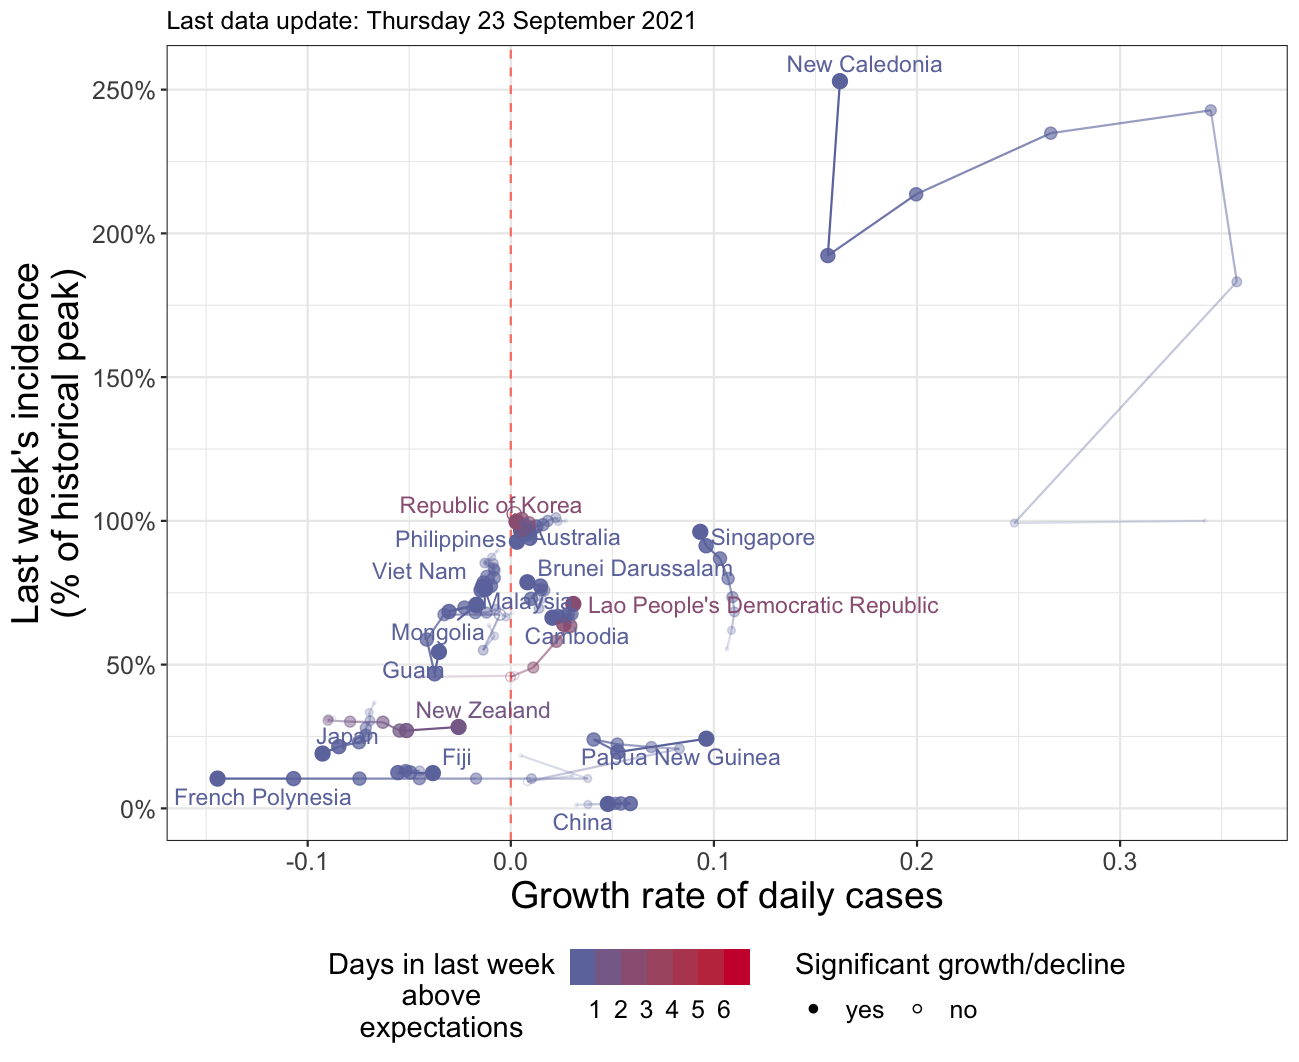 Last data update: Thursday 23 September 2021
New Caledonia
250%
200%
150%
100%
50%
0%
Last week's incidence
(% of historical peak)
Republic of Korea
Philippines
Australia
Singapore
Viet Nam
Brunei Darussalam
Malaysia
Lao People's Democratic Republic
Mongolia
Cambodia
Guam
New Zealand
Japan
Fiji
Papua New Guinea
French Polynesia
China
-0.1
0.0
0.1
0.2
0.3
Growth rate of daily cases
Days in last week
above
expectations
1 2 3 4 5 6
Significant growth/decline
yes
no